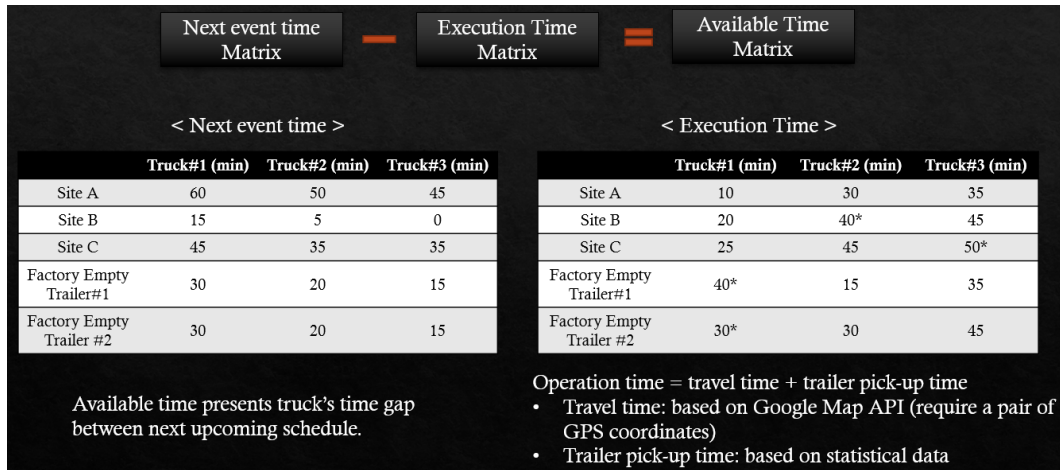 Next event time
Matrix
Execution Time
Matrix
Available Time
Matrix
< Next event time >
Truck#1 (min) Truck#2 (min) Truck#3 (min)
Site A 60 50 45
Site B 15 5 0
Site C 45 35 35
Factory Empty
Trailer#1 30 20 15
Factory Empty
Trailer #2 30 20 15
Available time presents truck's time gap
between next upcoming schedule.
< Execution Time >
Truck#1 (min) Truck#2 (min) Truck#3 (min)
Site A 10 30 35
Site B 20 40* 45
Site C 25 45 50*
Factory Empty
Trailer#1 40* 15 35
Factory Empty
Trailer #2 30* 30 45
Operation time = travel time + trailer pick-up time
• Travel time: based on Google Map API (require a pair of
GPS coordinates)
• Trailer pick-up time: based on statistical data